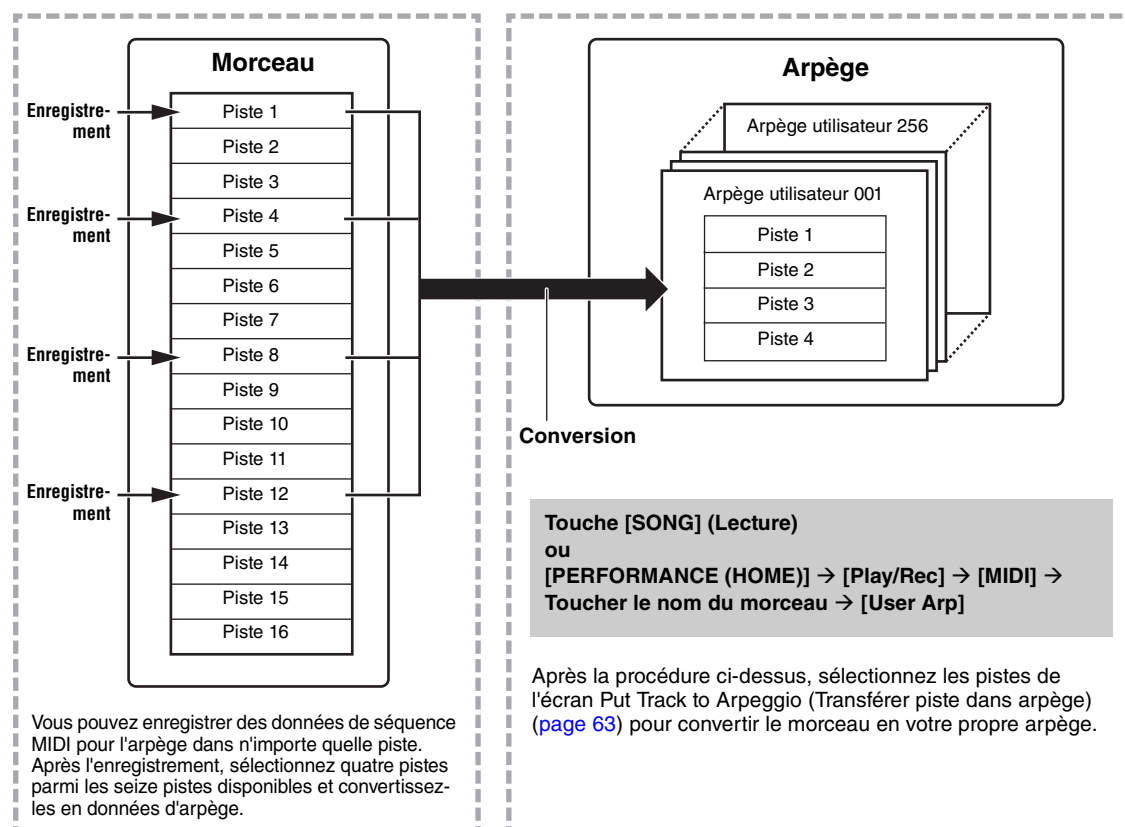 Morceau
Enregistre-
ment
Piste 1
Piste 2
Piste 3
Enregistre-
ment
Piste 4
Piste 5
Piste 6
Piste 7
Enregistre-
ment
Piste 8
Piste 9
Piste 10
Piste 11
Enregistre-
ment
Piste 12
Piste 13
Piste 14
Piste 15
Piste 16
Vous pouvez enregistrer des données de séquence
MIDI pour l'arpège dans n'importe quelle piste.
Après l'enregistrement, sélectionnez quatre pistes
parmi les seize pistes disponibles et convertissez-
les en données d'arpège.
Arpège
Arpège utilisateur 256
Arpège utilisateur 001
Piste 1
Piste 2
Piste 3
Piste 4
Conversion
Touche [SONG] (Lecture)
ou
[PERFORMANCE (HOME)] → [Play/Rec] → [MIDI] →
Toucher le nom du morceau → [User Arp]
Après la procédure ci-dessus, sélectionnez les pistes de
l'écran Put Track to Arpeggio (Transférer piste dans arpège)
(page 63) pour convertir le morceau en votre propre arpège.